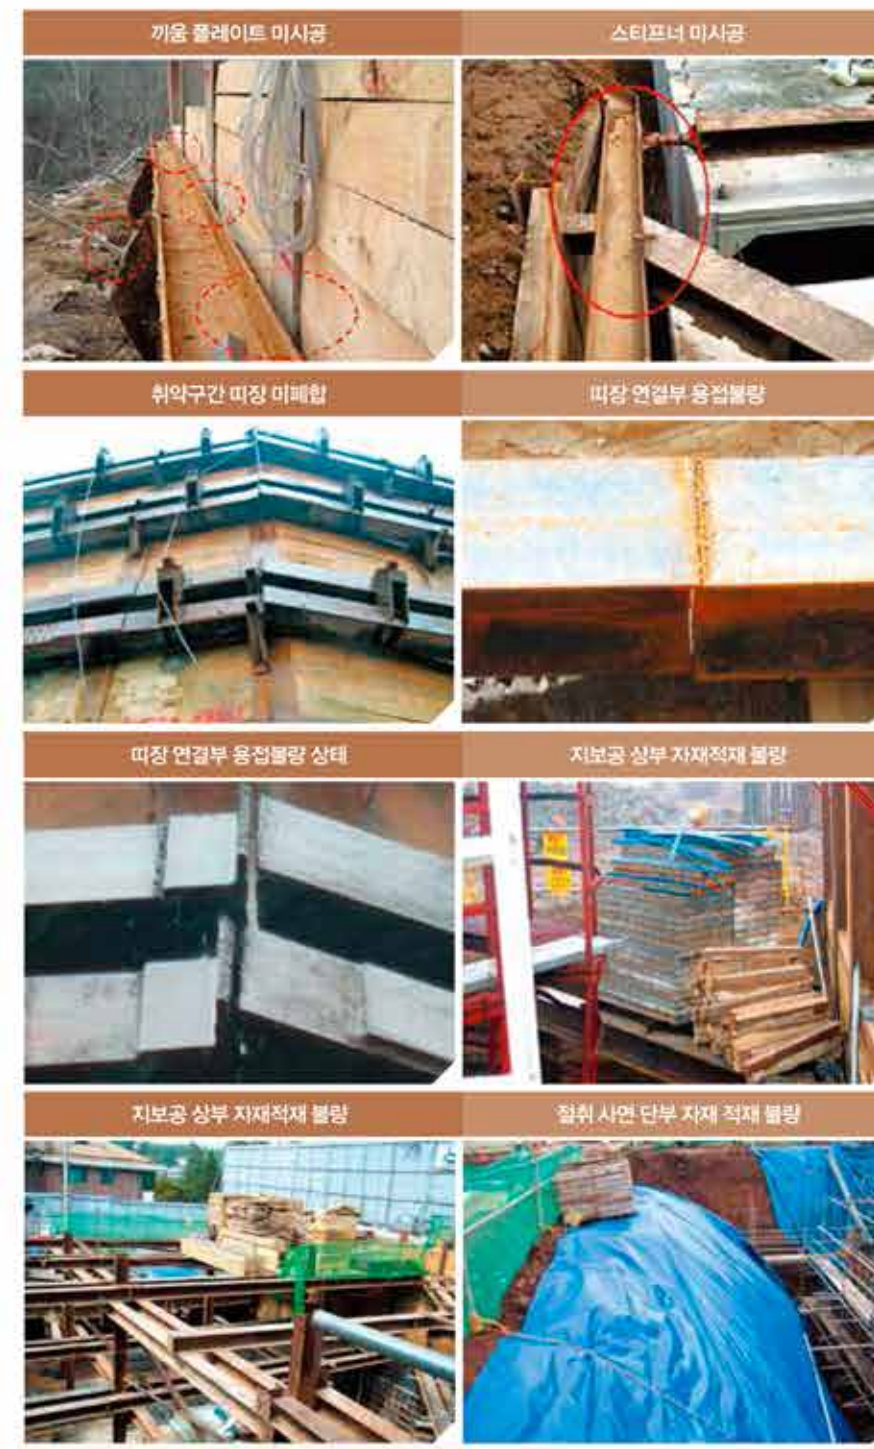 끼움 플레이트 미시공
스티프너 미시공
취약구간 띠장 미폐합
띠장 연결부 용접불량
띠장 연결부 용접불량 상태
지보공 상부 자재적재 불량
지보공 상부 자재적재 불량
절취 사면 단부 자재 적재 불량